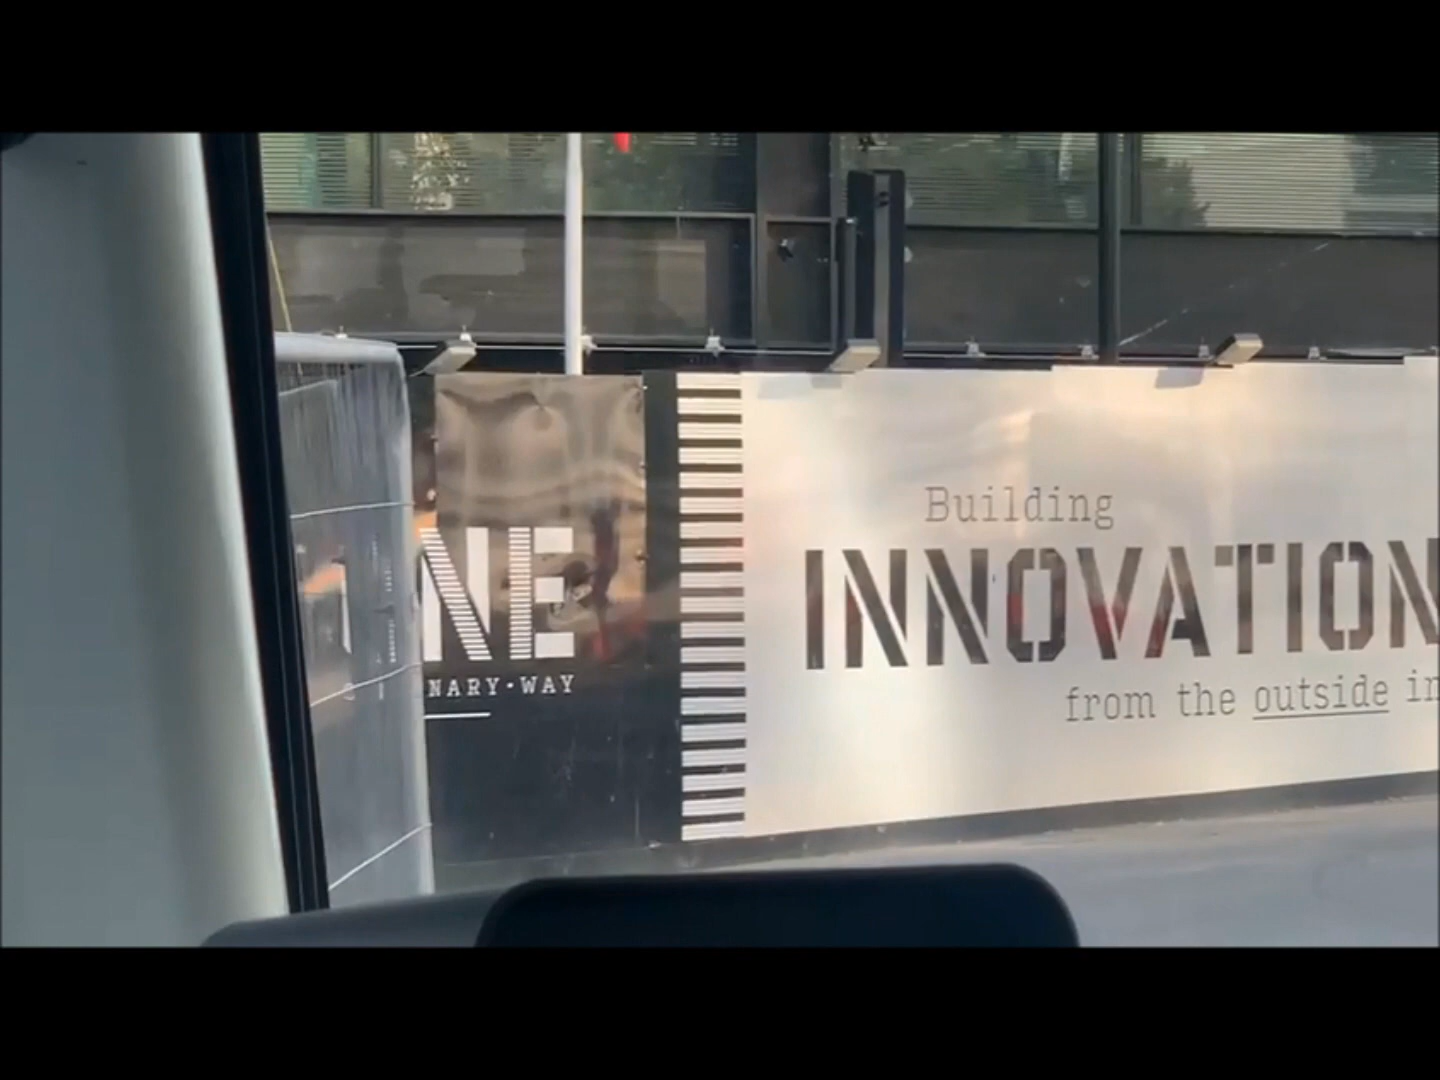 NE
NARY·WAY
Building
INNOVATION
from the outside in